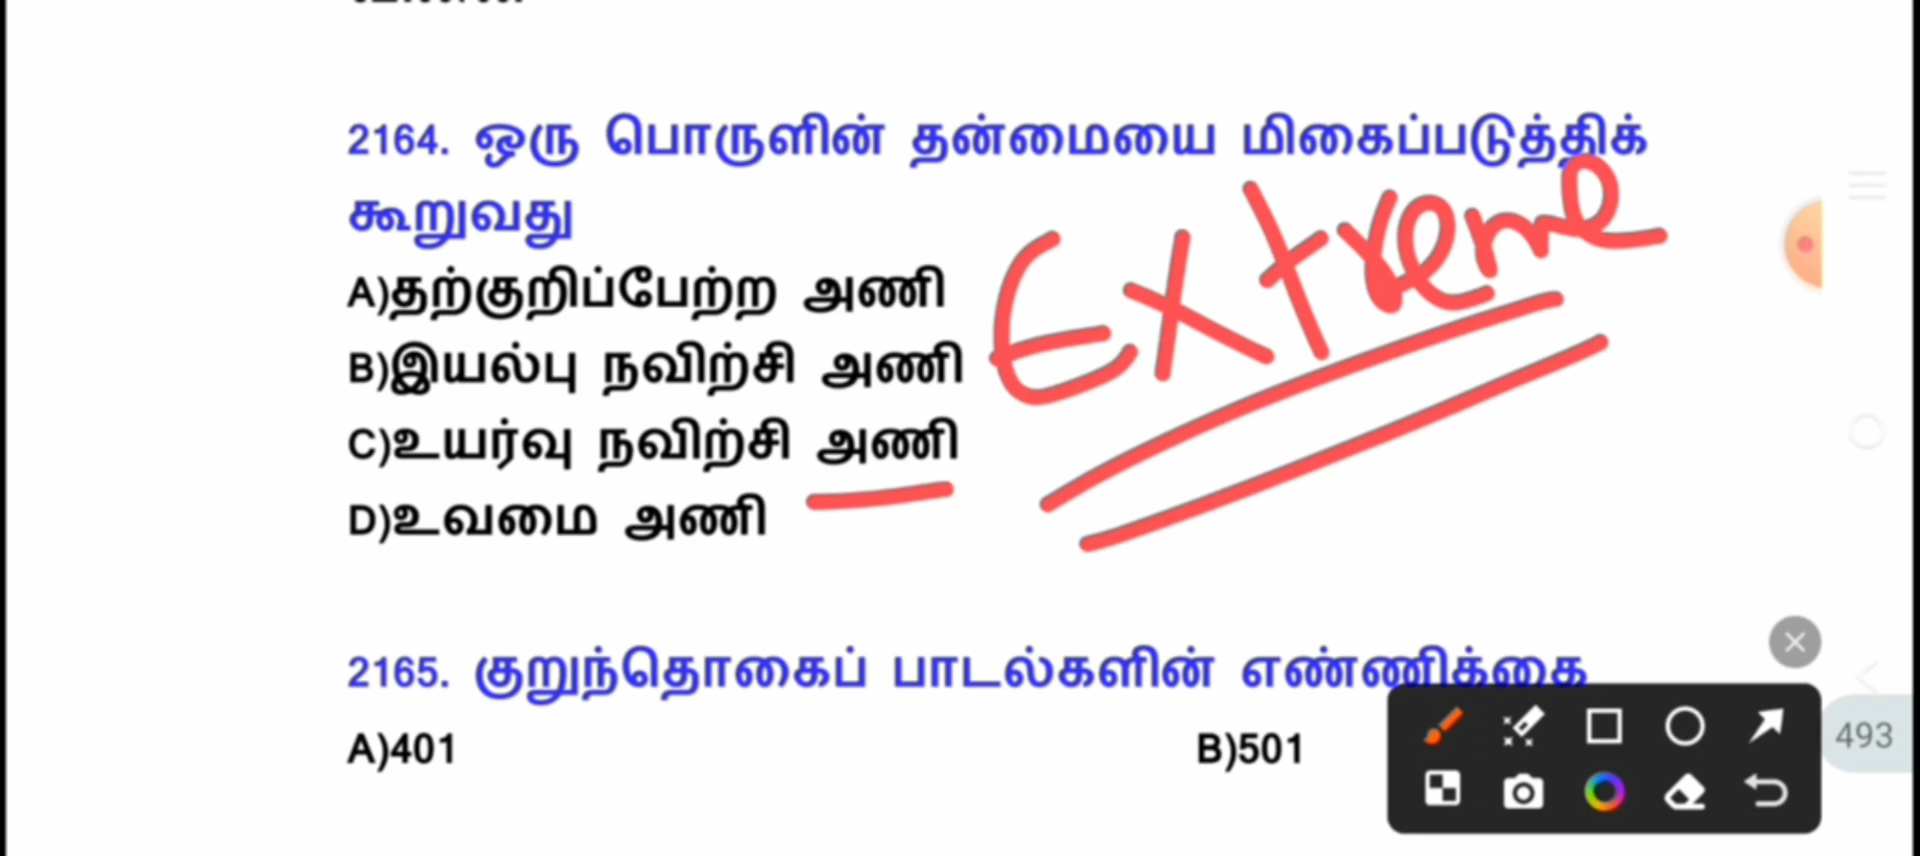 2164. ஒரு பொருளின் தன்மையை மிகைப்படுத்திக்
கூறுவது
A)தற்குறிப்பேற்ற அணி
B)இயல்பு நவிற்சி அணி
C)உயர்வு நவிற்சி அணி
D)உவமை அணி
Extreme
2165. குறுந்தொகைப் பாடல்களின் எண்ணிக்கை
A)401 B)501
493